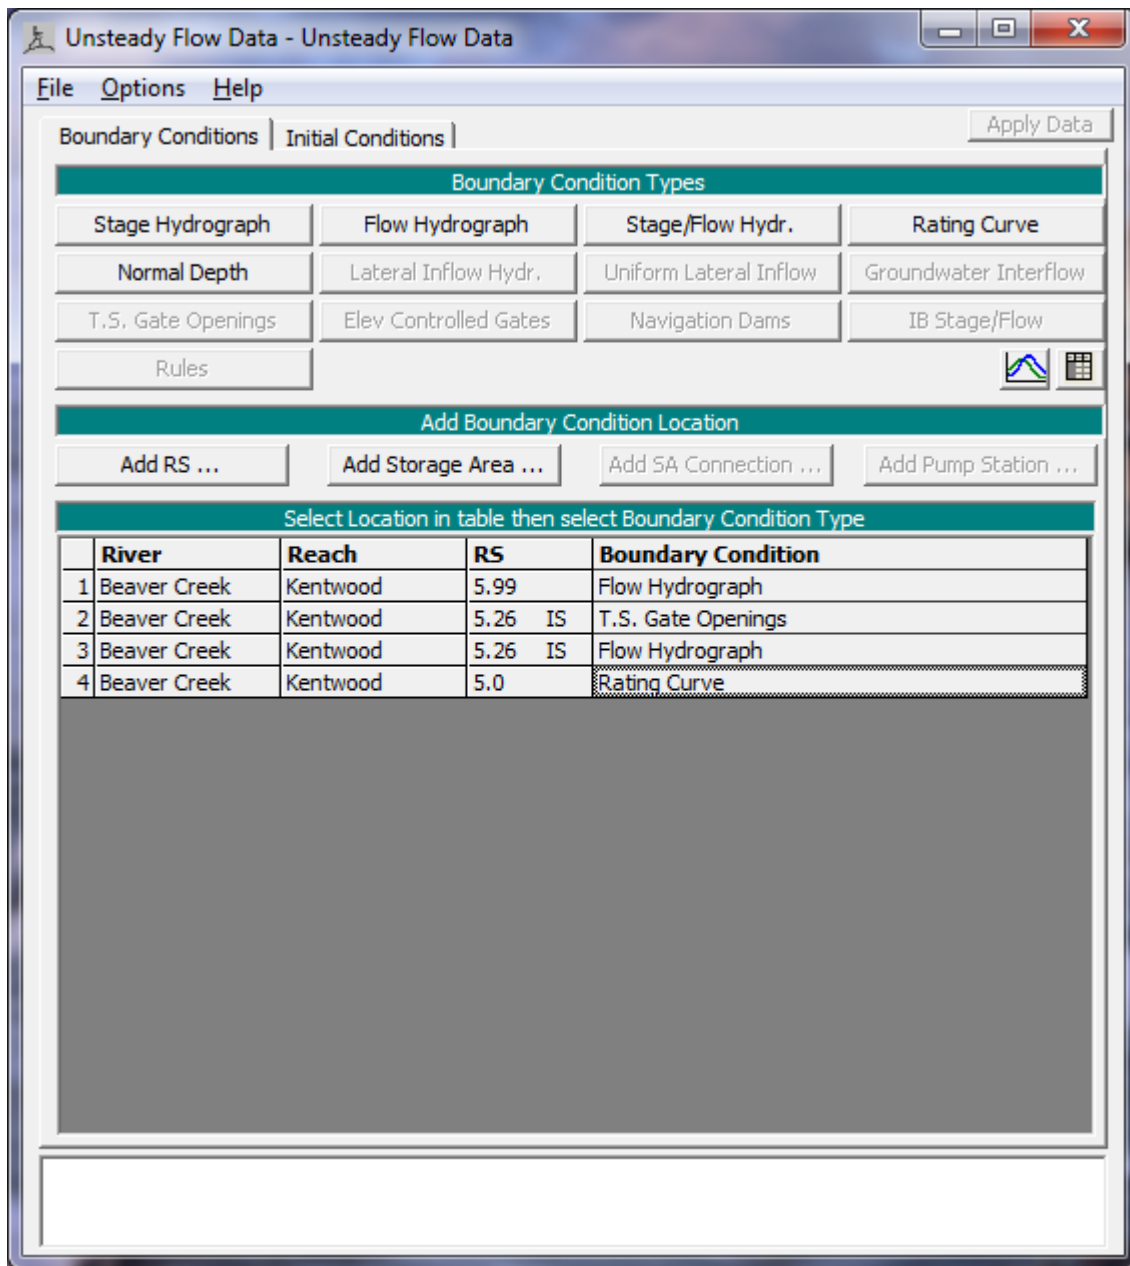 Unsteady Flow Data - Unsteady Flow Data
File Options Help
Boundary Conditions Initial Conditions Apply Data
Boundary Condition Types
Stage Hydrograph Flow Hydrograph Stage/Flow Hydr. Rating Curve
Normal Depth Lateral Inflow Hydr. Uniform Lateral Inflow Groundwater Interflow
T.S. Gate Openings Elev Controlled Gates Navigation Dams IB Stage/Flow
Rules
Add Boundary Condition Location
Add RS ... Add Storage Area ... Add SA Connection ... Add Pump Station ...
Select Location in table then select Boundary Condition Type
River Reach RS Boundary Condition
1 Beaver Creek Kentwood 5.99 Flow Hydrograph
2 Beaver Creek Kentwood 5.26 IS T.S. Gate Openings
3 Beaver Creek Kentwood 5.26 IS Flow Hydrograph
4 Beaver Creek Kentwood 5.0 Rating Curve